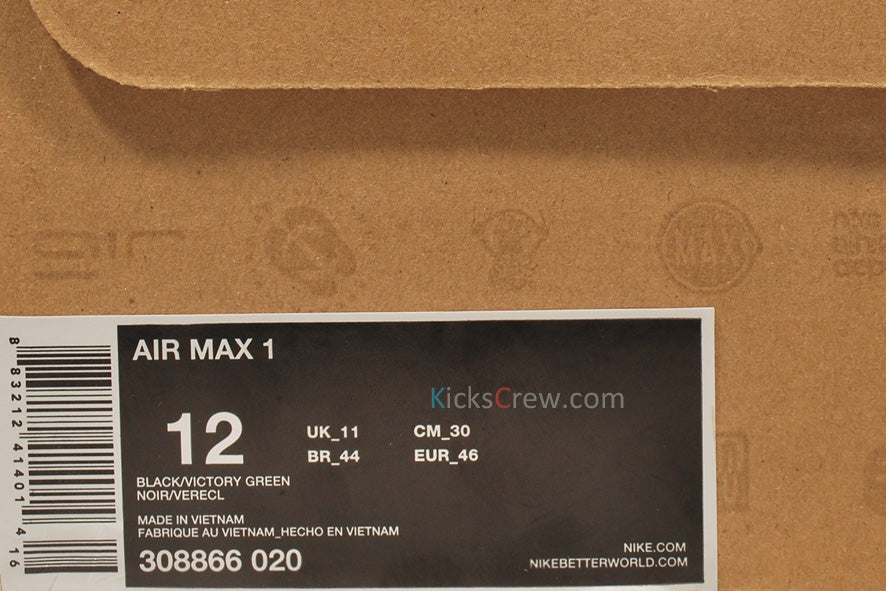 MAX
AIR MAX 1
KicksCrew.com
12
UK_11 CM_30
BR_44 EUR_46
BLACK/VICTORY GREEN
NOIR/VERECL
MADE IN VIETNAM
FABRIQUE AU VIETNAM_HECHO EN VIETNAM
308866 020
NIKE.COM
NIKEBETTERWORLD.COM
8 83212 41401 4 16